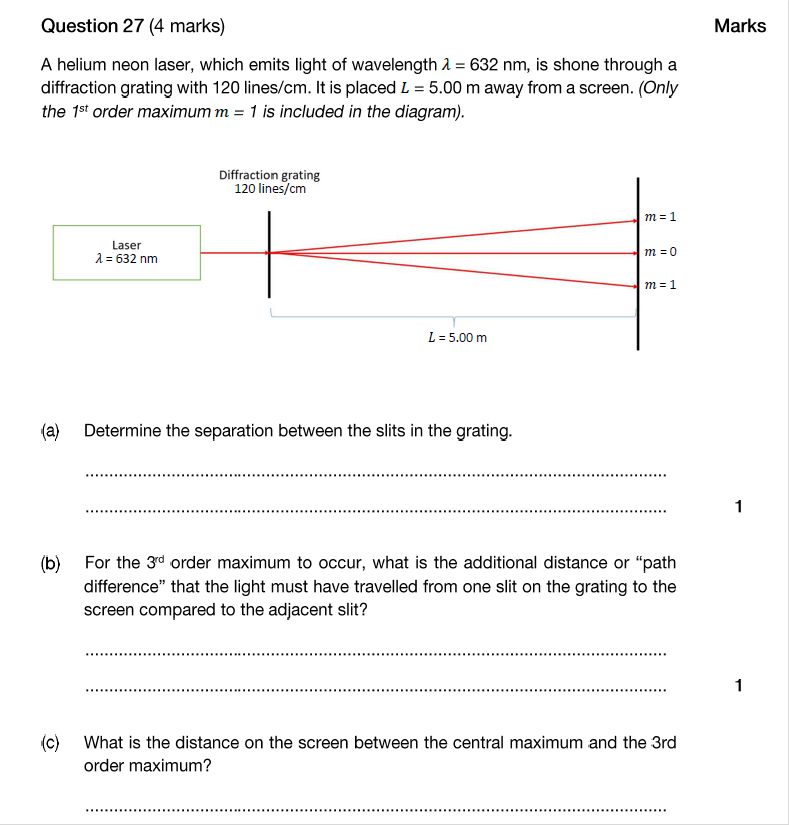 Question 27 (4 marks) Marks
A helium neon laser, which emits light of wavelength λ = 632 nm, is shone through a
diffraction grating with 120 lines/cm. It is placed L = 5.00 m away from a screen. (Only
the 1st order maximum m = 1 is included in the diagram).
Diffraction grating
120 lines/cm
m = 1
Laser
λ = 632 nm
m = 0
m = 1
L = 5.00 m
(a) Determine the separation between the slits in the grating.
1
(b) For the 3rd order maximum to occur, what is the additional distance or “path
difference” that the light must have travelled from one slit on the grating to the
screen compared to the adjacent slit?
1
(c) What is the distance on the screen between the central maximum and the 3rd
order maximum?